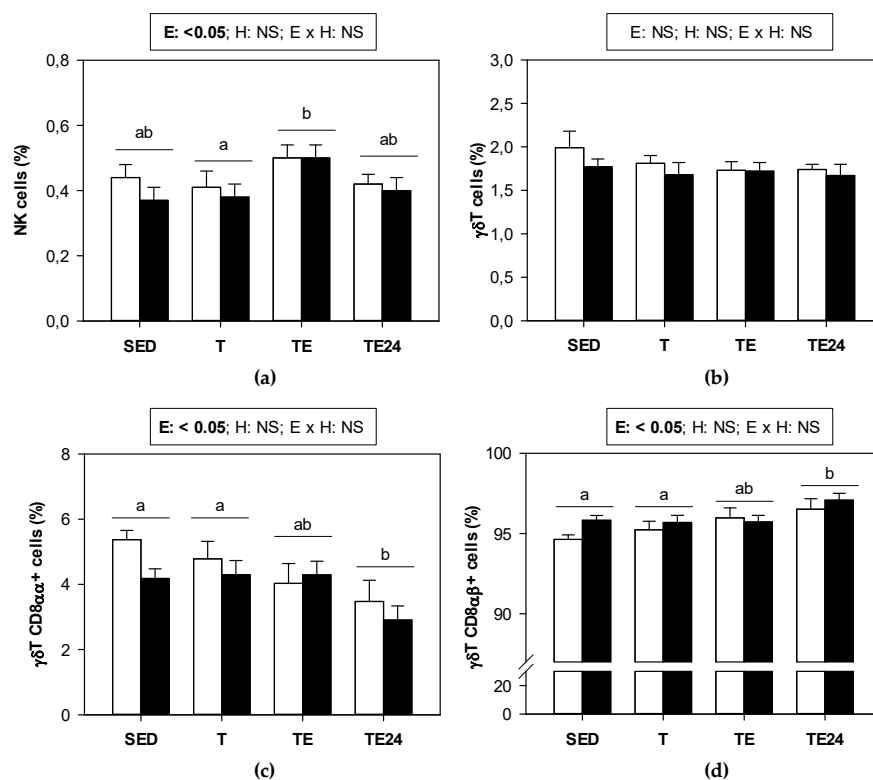 E: <0.05; H: NS; E x H: NS
0,8
0,6
0,4
0,2
0,0
NK cells (%)
ab
a
b
ab
SED T TE TE24
(a)
E: NS; H: NS; E x H: NS
3,0
2,5
2,0
1,5
1,0
0,5
0,0
γδT cells (%)
SED T TE TE24
(b)
E: < 0.05; H: NS; E x H: NS
8
6
4
2
0
γδT CD8αα+ cells (%)
a
a
ab
b
SED T TE TE24
(c)
E: < 0.05; H: NS; E x H: NS
100
95
90
20
0
γδT CD8αβ+ cells (%)
a
a
ab
b
SED T TE TE24
(d)